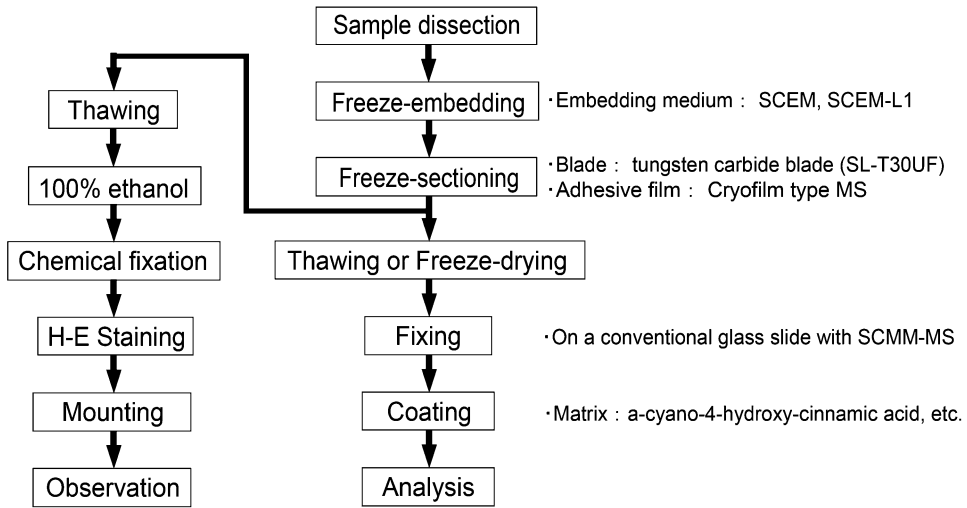 Sample dissection
Freeze-embedding
・Embedding medium： SCEM, SCEM-L1
Freeze-sectioning
・Blade： tungsten carbide blade (SL-T30UF)
・Adhesive film： Cryofilm type MS
Thawing or Freeze-drying
Fixing
・On a conventional glass slide with SCMM-MS
Coating
・Matrix：a-cyano-4-hydroxy-cinnamic acid, etc.
Analysis
Thawing
100% ethanol
Chemical fixation
H-E Staining
Mounting
Observation